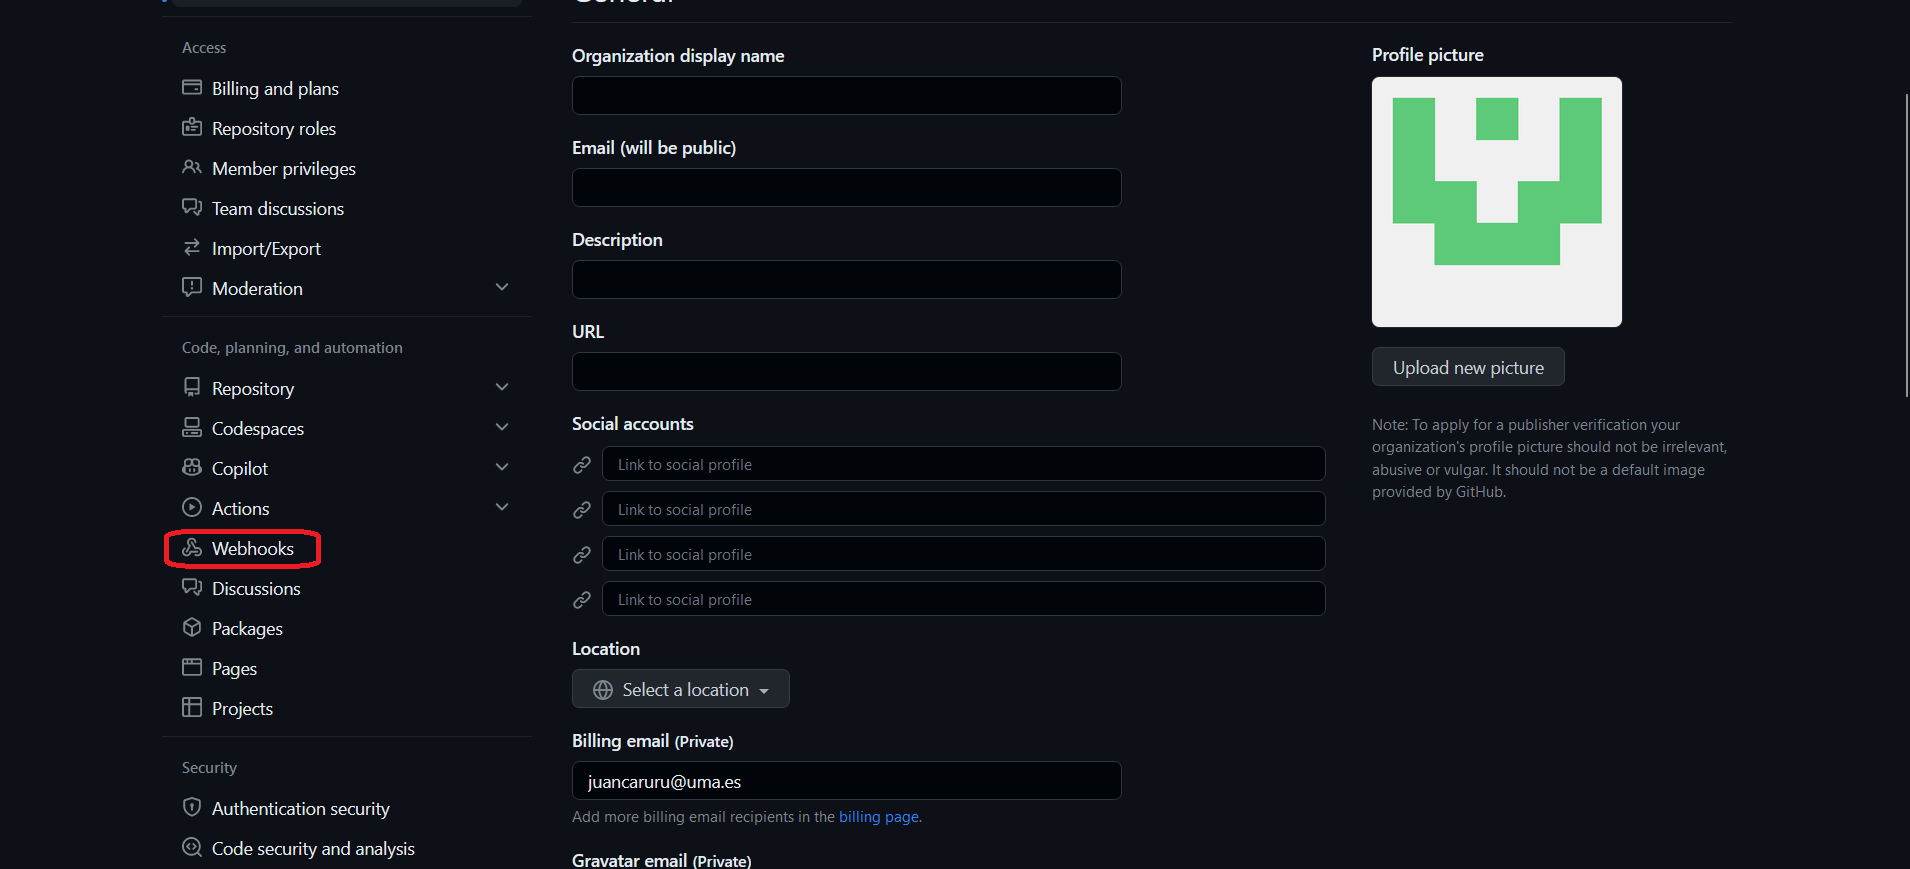 General
Access
Billing and plans
Repository roles
Member privileges
Team discussions
Import/Export
Moderation
Code, planning, and automation
Repository
Codespaces
Copilot
Actions
Webhooks
Discussions
Packages
Pages
Projects
Security
Authentication security
Code security and analysis
Organization display name
Email (will be public)
Description
URL
Social accounts
Link to social profile
Link to social profile
Link to social profile
Link to social profile
Location
Select a location
Billing email (Private)
juancaruru@uma.es
Add more billing email recipients in the billing page.
Gravatar email (Private)
Profile picture
Upload new picture
Note: To apply for a publisher verification your
organization's profile picture should not be irrelevant,
abusive or vulgar. It should not be a default image
provided by GitHub.